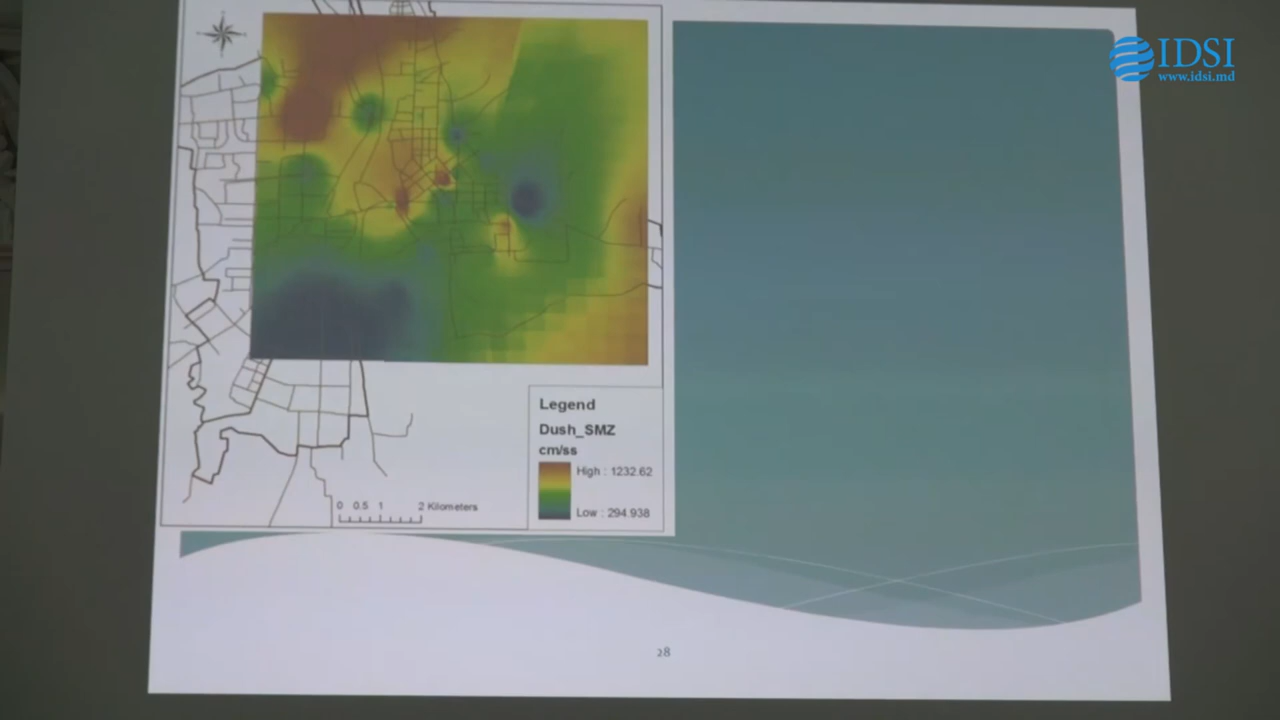 IDSI
www.idsi.md
Legend
Dush_SMZ
cm/ss
High : 1232.62
Low : 294.938
0 0.5 1 2 Kilometers
28